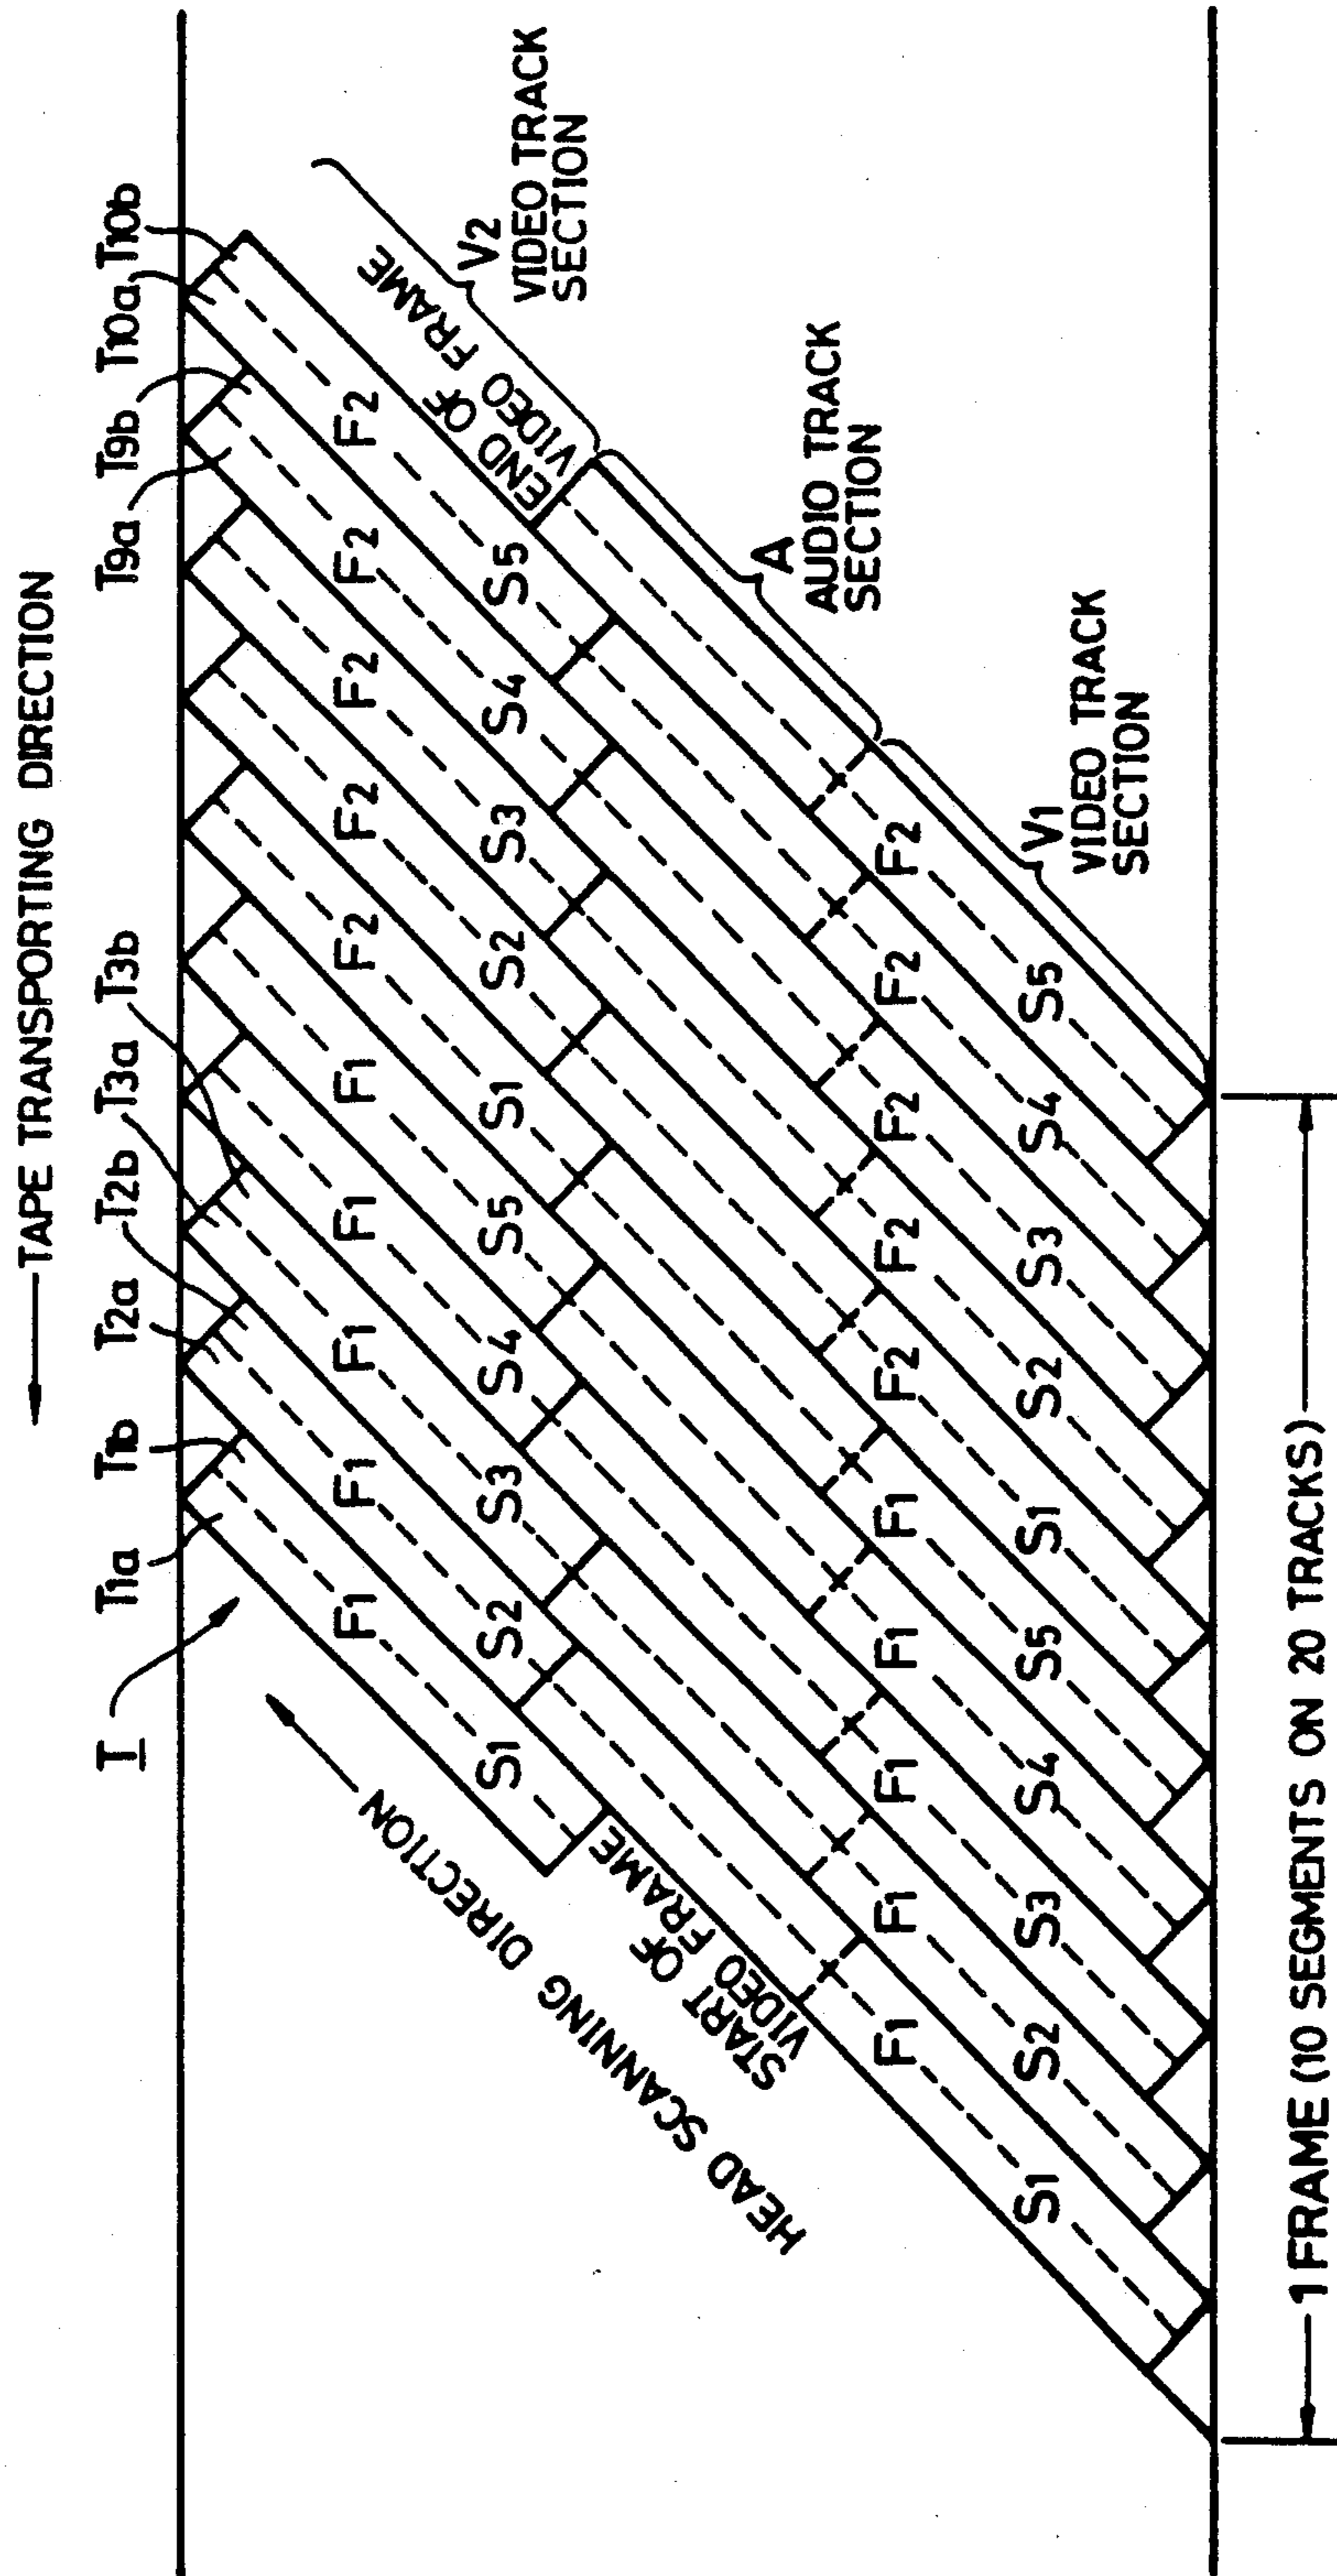 TAPE TRANSPORTING DIRECTION
T T1a T1b T2a T2b T3a T3b T9a T9b T10a T10b
F1 F1 F1 F1 F1 F2 F2 F2 F2 F2
S1 S2 S3 S4 S5 S1 S2 S3 S4 S5
HEAD SCANNING DIRECTION
START OF
VIDEO FRAME
END OF
VIDEO FRAME
V2
VIDEO TRACK
SECTION
A
AUDIO TRACK
SECTION
F1 F1 F1 F1 F1 F2 F2 F2 F2 F2
S1 S2 S3 S4 S5 S1 S2 S3 S4 S5
V1
VIDEO TRACK
SECTION
1 FRAME (10 SEGMENTS ON 20 TRACKS)